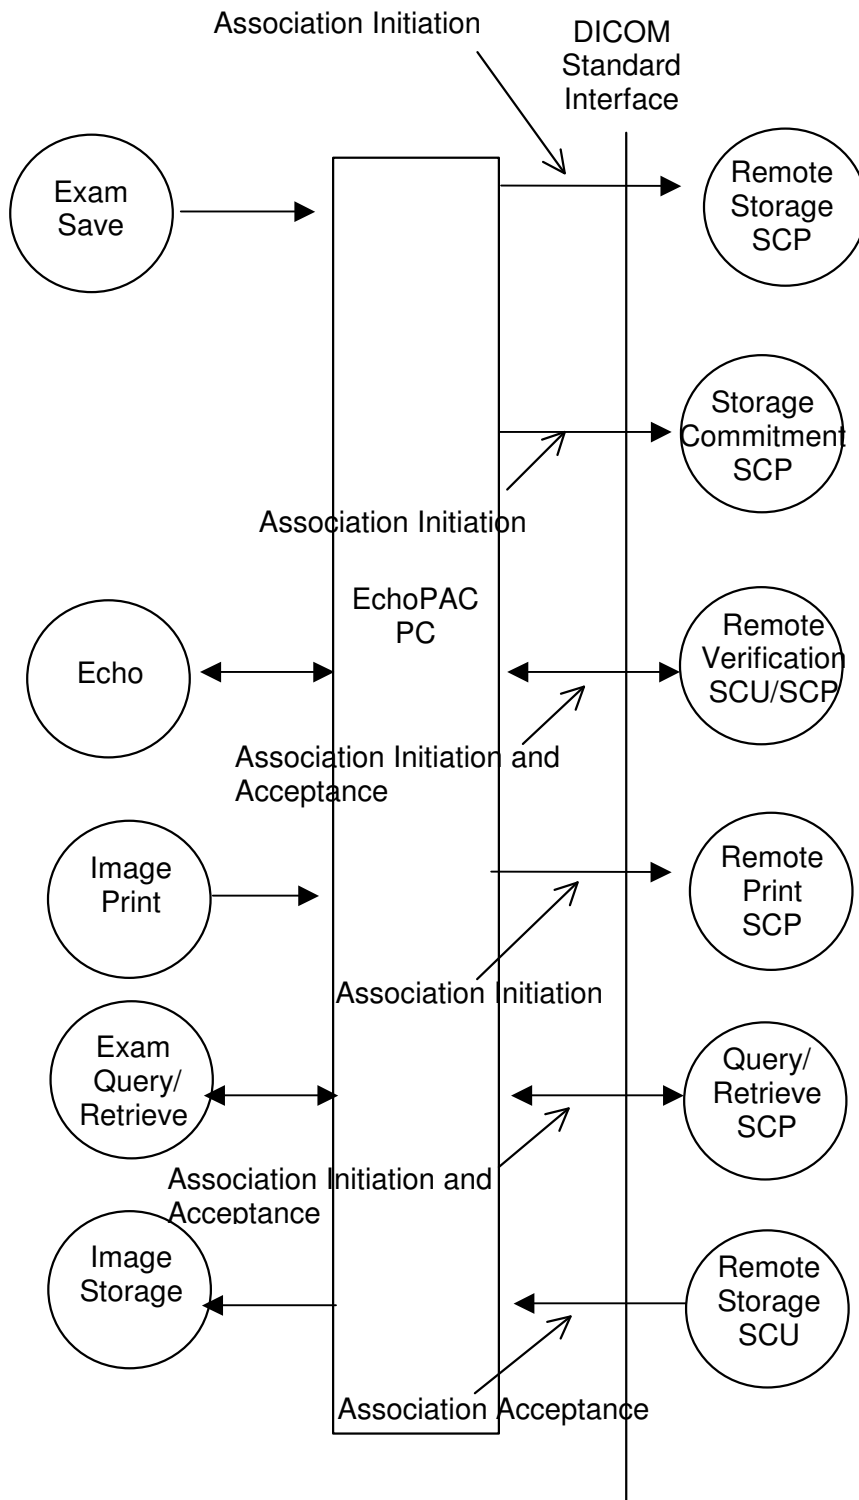 Association Initiation
DICOM
Standard
Interface
Exam
Save
Remote
Storage
SCP
Storage
Commitment
SCP
Association Initiation
EchoPAC
PC
Echo
Remote
Verification
SCU/SCP
Association Initiation and
Acceptance
Image
Print
Remote
Print
SCP
Association Initiation
Exam
Query/
Retrieve
Query/
Retrieve
SCP
Association Initiation and
Acceptance
Image
Storage
Remote
Storage
SCU
Association Acceptance